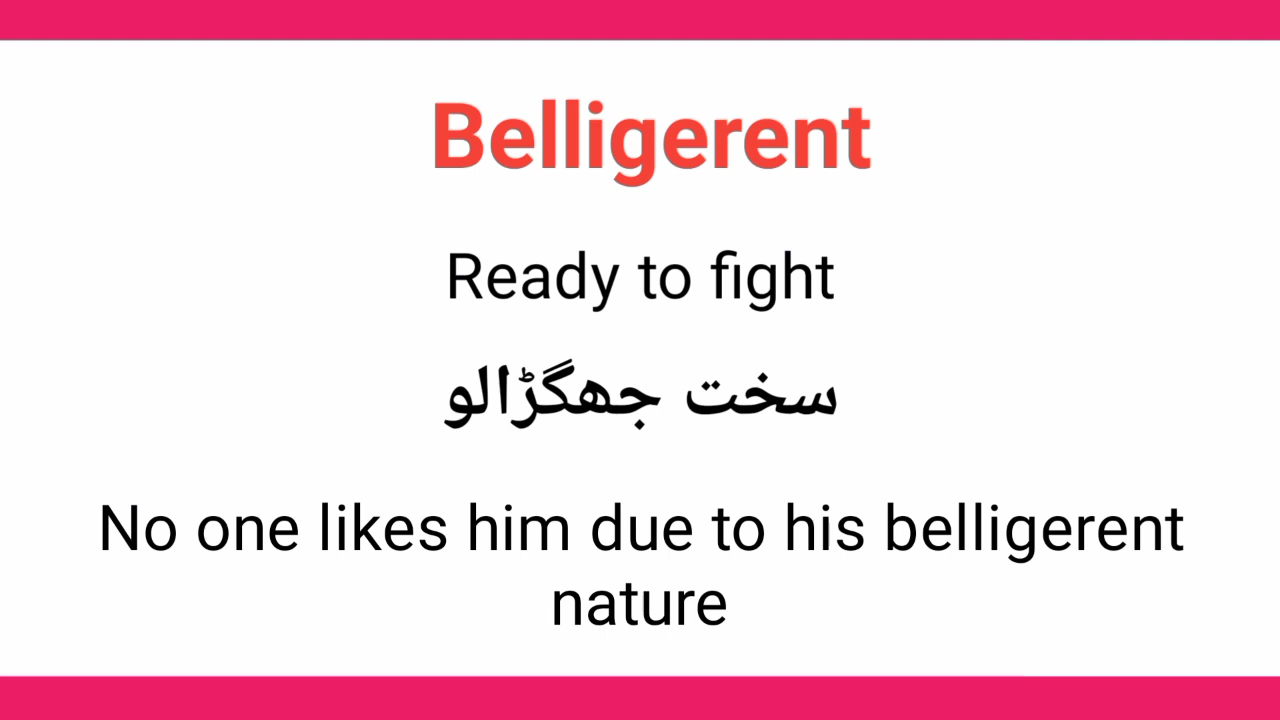 Belligerent
Ready to fight
سخت جھگڑالو
No one likes him due to his belligerent
nature